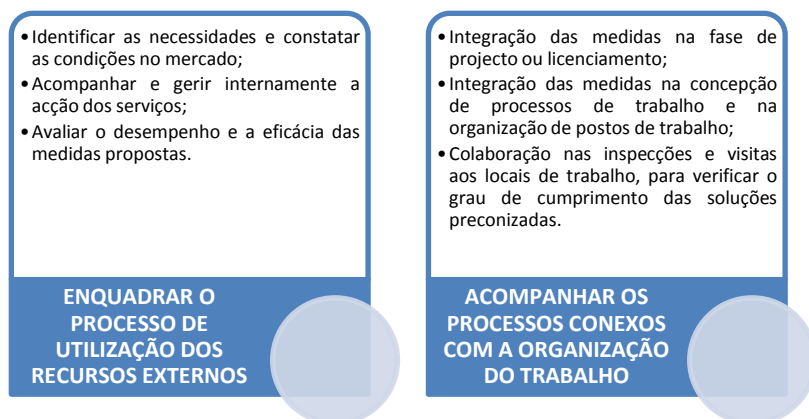 •Identificar as necessidades e constatar
as condições no mercado;
•Acompanhar e gerir internamente a
acção dos serviços;
•Avaliar o desempenho e a eficácia das
medidas propostas.
ENQUADRAR O
PROCESSO DE
UTILIZAÇÃO DOS
RECURSOS EXTERNOS
•Integração das medidas na fase de
projecto ou licenciamento;
•Integração das medidas na concepção
de processos de trabalho e na
organização de postos de trabalho;
•Colaboração nas inspecções e visitas
aos locais de trabalho, para verificar o
grau de cumprimento das soluções
preconizadas.
ACOMPANHAR OS
PROCESSOS CONEXOS
COM A ORGANIZAÇÃO
DO TRABALHO